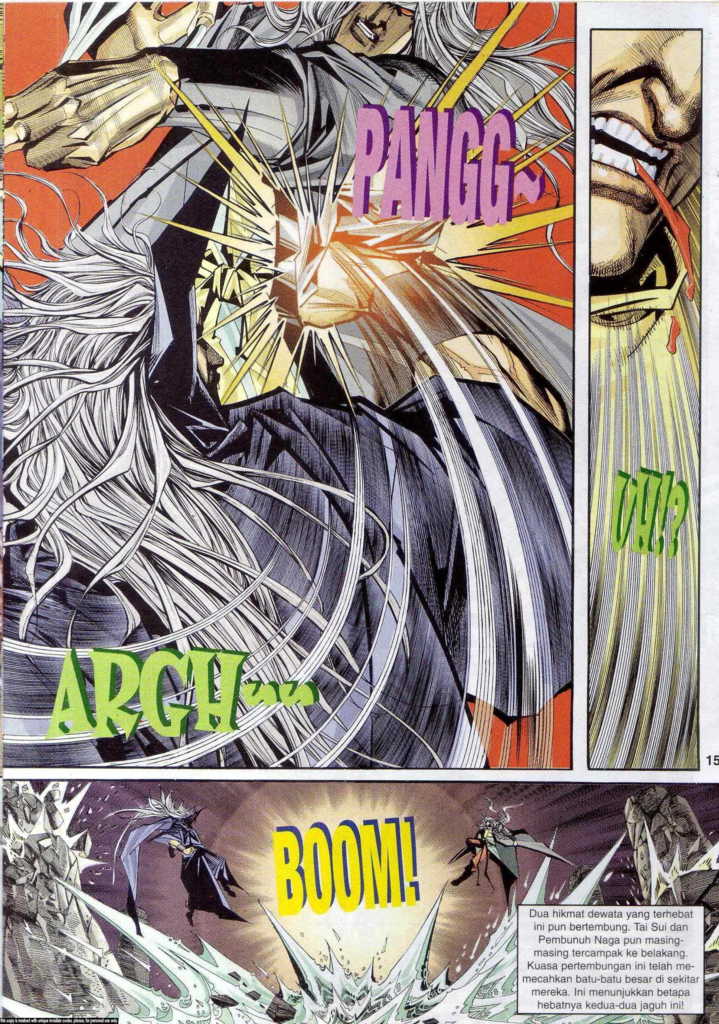 PANGG~
UH!?
ARGH~~
15
BOOM!
Dua hikmat dewata yang terhebat
ini pun bertembung. Tai Sui dan
Pembunuh Naga pun masing-
masing tercampak ke belakang.
Kuasa pertembungan ini telah me-
mecahkan batu-batu besar di sekitar
mereka. Ini menunjukkan betapa
hebatnya kedua-dua jaguh ini!